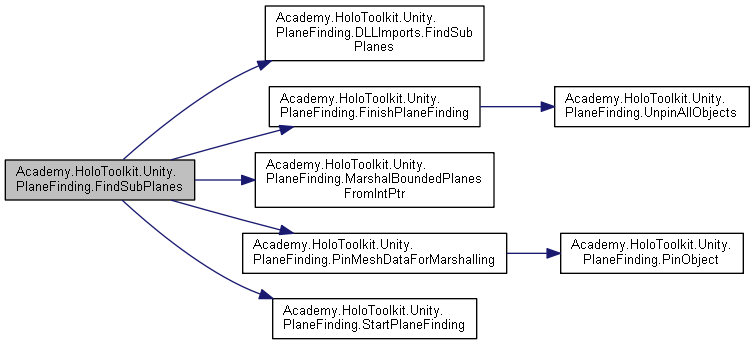 Academy.HoloToolkit.Unity.
PlaneFinding.FindSubPlanes
Academy.HoloToolkit.Unity.
PlaneFinding.DLLImports.FindSub
Planes
Academy.HoloToolkit.Unity.
PlaneFinding.FinishPlaneFinding
Academy.HoloToolkit.Unity.
PlaneFinding.UnpinAllObjects
Academy.HoloToolkit.Unity.
PlaneFinding.MarshalBoundedPlanes
FromIntPtr
Academy.HoloToolkit.Unity.
PlaneFinding.PinMeshDataForMarshalling
Academy.HoloToolkit.Unity.
PlaneFinding.PinObject
Academy.HoloToolkit.Unity.
PlaneFinding.StartPlaneFinding